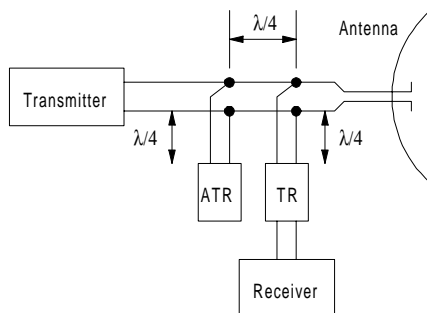 λ/4
Antenna
Transmitter
λ/4
λ/4
ATR
TR
Receiver